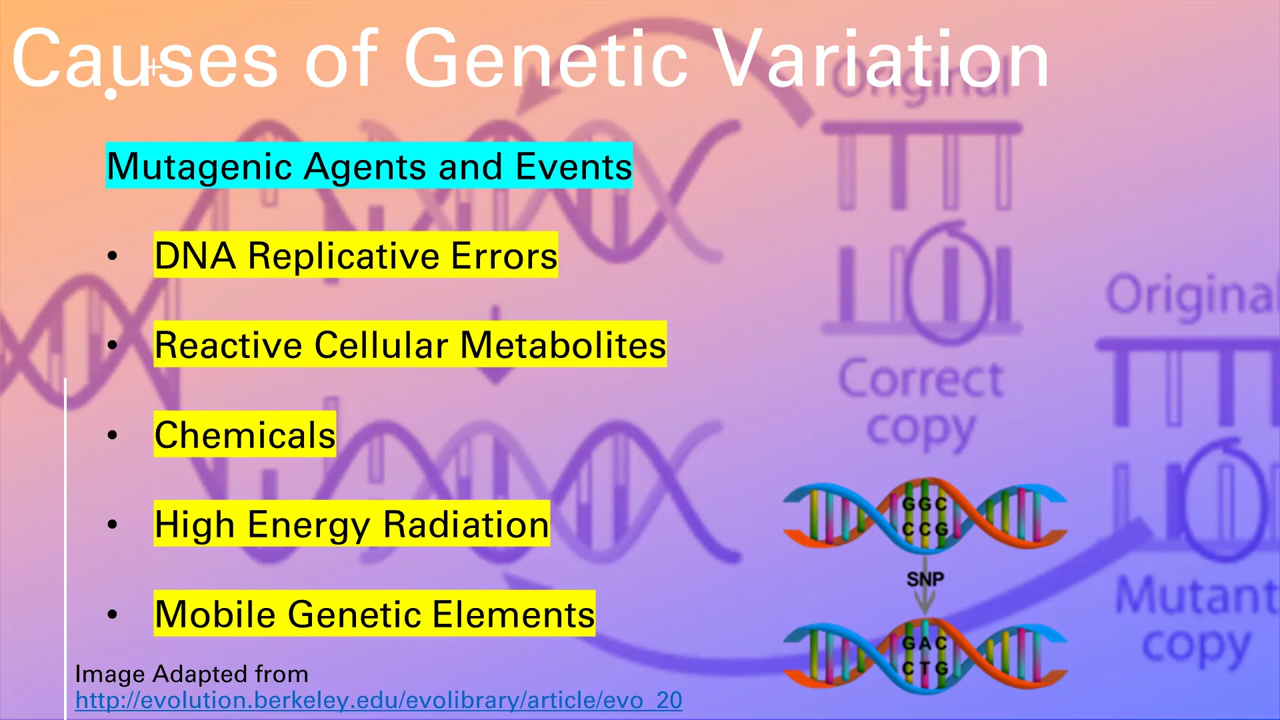 Causes of Genetic Variation
Original
Mutagenic Agents and Events
• DNA Replicative Errors
• Reactive Cellular Metabolites
• Chemicals
• High Energy Radiation
• Mobile Genetic Elements
Correct
copy
Original
Mutant
copy
GGC
CCG
SNP
GAC
CTG
Image Adapted from
http://evolution.berkeley.edu/evolibrary/article/evo_20